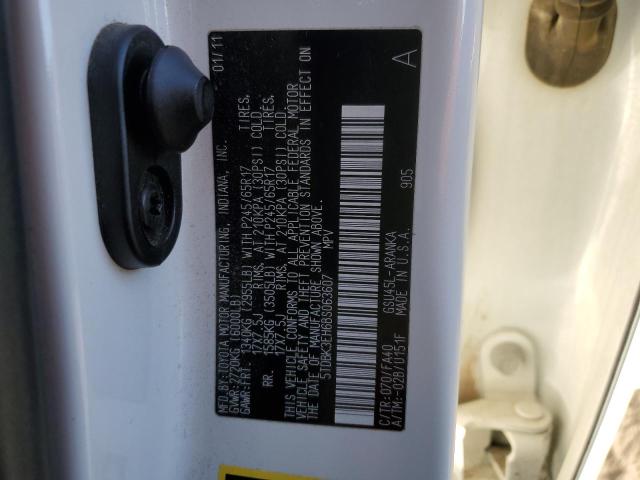 MFD.BY:TOYOTA MOTOR MANUFACTURING, INDIANA, INC. 01/11
GVWR:2720KG (6000LB)
GAWR:FRT. 1340KG (2955LB) WITH P245/65R17 TIRES,
17X7.5J RIMS, AT 210KPA (30PSI) COLD
RR. 1585KG (3500LB) WITH P245/65R17 TIRES,
17X7.5J RIMS, AT 210KPA (30PSI) COLD
THIS VEHICLE CONFORMS TO ALL APPLICABLE FEDERAL MOTOR
VEHICLE SAFETY AND THEFT PREVENTION STANDARDS IN EFFECT ON
THE DATE OF MANUFACTURE SHOWN ABOVE.
5TDBK3EH6BS063607 MPV
C/TR:070/FA40 GSU45L-ARANKA 905
A/TM:-02B/U151F MADE IN U.S.A.
A